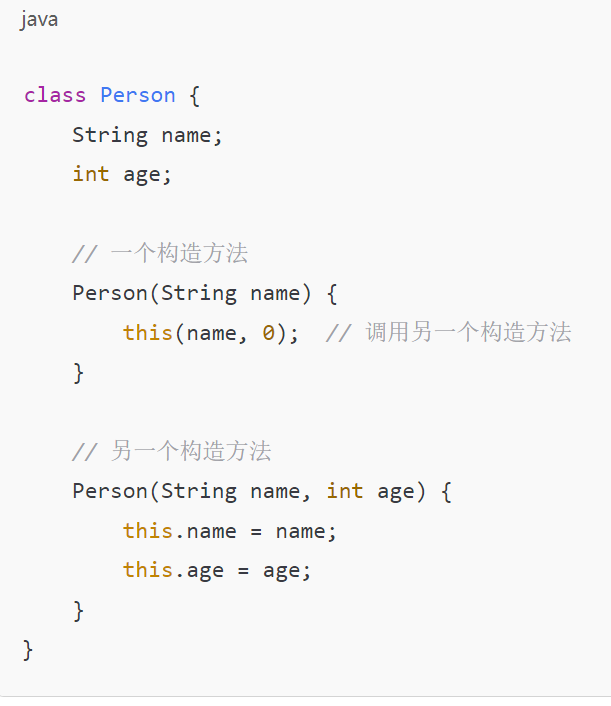 java
class Person {
    String name;
    int age;
    // 一个构造方法
    Person(String name) {
        this(name, 0);  // 调用另一个构造方法
    }
    // 另一个构造方法
    Person(String name, int age) {
        this.name = name;
        this.age = age;
    }
}